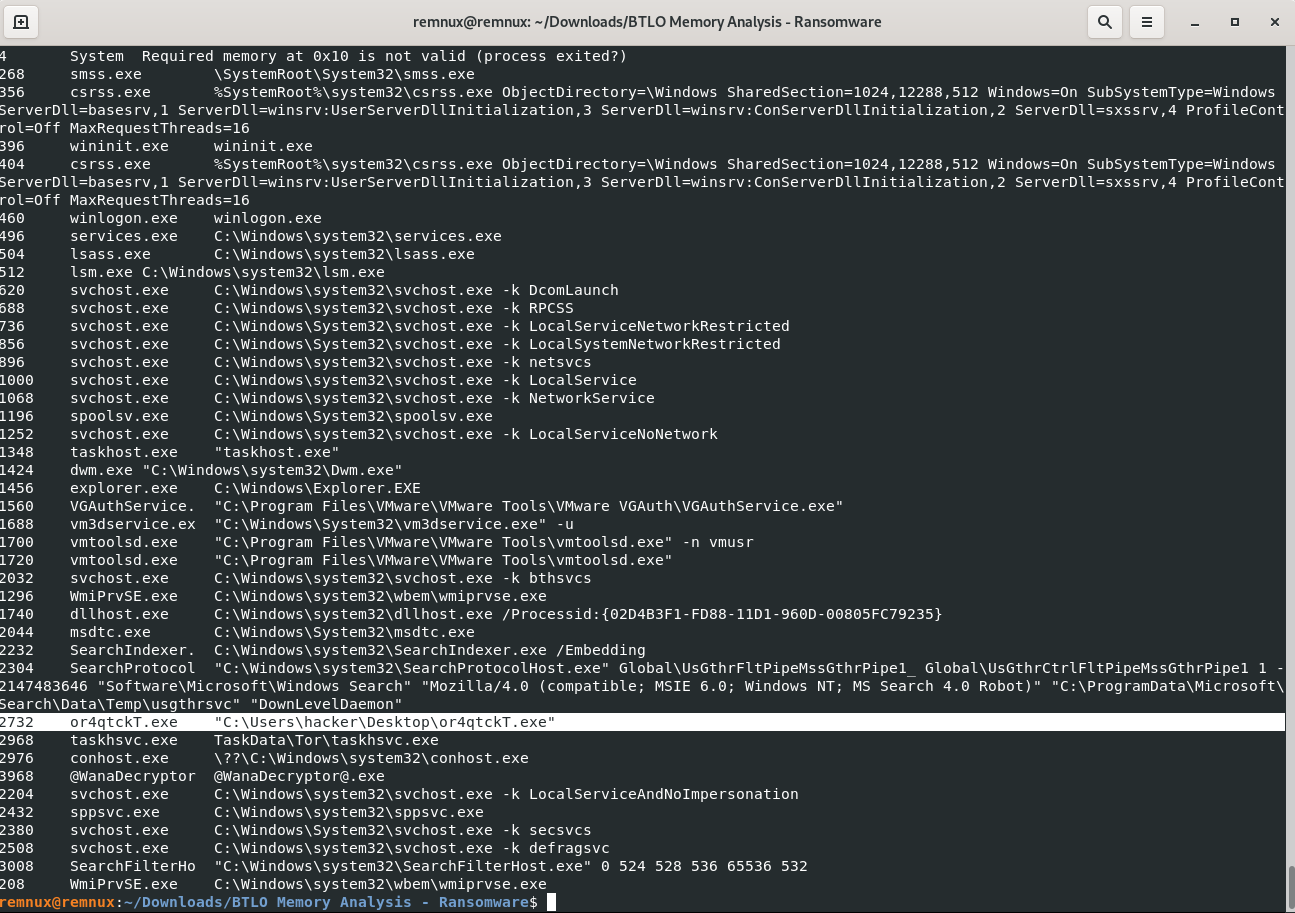 remnux@remnux: ~/Downloads/BTLO Memory Analysis - Ransomware
4 System Required memory at 0x10 is not valid (process exited?)
268 smss.exe \SystemRoot\System32\smss.exe
356 csrss.exe %SystemRoot%\system32\csrss.exe ObjectDirectory=\Windows SharedSection=1024,12288,512 Windows=On SubSystemType=Windows
ServerDll=basesrv,1 ServerDll=winsrv:UserServerDllInitialization,3 ServerDll=winsrv:ConServerDllInitialization,2 ServerDll=sxssrv,4 ProfileCont
rol=Off MaxRequestThreads=16
396 wininit.exe wininit.exe
404 csrss.exe %SystemRoot%\system32\csrss.exe ObjectDirectory=\Windows SharedSection=1024,12288,512 Windows=On SubSystemType=Windows
ServerDll=basesrv,1 ServerDll=winsrv:UserServerDllInitialization,3 ServerDll=winsrv:ConServerDllInitialization,2 ServerDll=sxssrv,4 ProfileCont
rol=Off MaxRequestThreads=16
460 winlogon.exe winlogon.exe
496 services.exe C:\Windows\system32\services.exe
504 lsass.exe C:\Windows\system32\lsass.exe
512 lsm.exe C:\Windows\system32\lsm.exe
620 svchost.exe C:\Windows\system32\svchost.exe -k DcomLaunch
688 svchost.exe C:\Windows\system32\svchost.exe -k RPCSS
736 svchost.exe C:\Windows\System32\svchost.exe -k LocalServiceNetworkRestricted
856 svchost.exe C:\Windows\System32\svchost.exe -k LocalSystemNetworkRestricted
896 svchost.exe C:\Windows\system32\svchost.exe -k netsvcs
1000 svchost.exe C:\Windows\system32\svchost.exe -k LocalService
1068 svchost.exe C:\Windows\system32\svchost.exe -k NetworkService
1196 spoolsv.exe C:\Windows\System32\spoolsv.exe
1252 svchost.exe C:\Windows\system32\svchost.exe -k LocalServiceNoNetwork
1348 taskhost.exe "taskhost.exe"
1424 dwm.exe "C:\Windows\system32\Dwm.exe"
1456 explorer.exe C:\Windows\Explorer.EXE
1560 VGAuthService. "C:\Program Files\VMware\VMware Tools\VMware VGAuth\VGAuthService.exe"
1688 vm3dservice.ex "C:\Windows\System32\vm3dservice.exe" -u
1700 vmtoolsd.exe "C:\Program Files\VMware\VMware Tools\vmtoolsd.exe" -n vmusr
1720 vmtoolsd.exe "C:\Program Files\VMware\VMware Tools\vmtoolsd.exe"
2032 svchost.exe C:\Windows\system32\svchost.exe -k bthsvcs
1296 WmiPrvSE.exe C:\Windows\system32\wbem\wmiprvse.exe
1740 dllhost.exe C:\Windows\system32\dllhost.exe /Processid:{02D4B3F1-FD88-11D1-960D-00805FC79235}
2044 msdtc.exe C:\Windows\System32\msdtc.exe
2232 SearchIndexer. C:\Windows\system32\SearchIndexer.exe /Embedding
2304 SearchProtocol "C:\Windows\system32\SearchProtocolHost.exe" Global\UsGthrFltPipeMssGthrPipe1_ Global\UsGthrCtrlFltPipeMssGthrPipe1 1 -
2147483646 "Software\Microsoft\Windows Search" "Mozilla/4.0 (compatible; MSIE 6.0; Windows NT; MS Search 4.0 Robot)" "C:\ProgramData\Microsoft\
Search\Data\Temp\usgthrsvc" "DownLevelDaemon"
2732 or4qtckT.exe "C:\Users\hacker\Desktop\or4qtckT.exe"
2968 taskhsvc.exe TaskData\Tor\taskhsvc.exe
2976 conhost.exe \??\C:\Windows\system32\conhost.exe
3968 @WanaDecryptor @WanaDecryptor@.exe
2204 svchost.exe C:\Windows\system32\svchost.exe -k LocalServiceAndNoImpersonation
2432 sppsvc.exe C:\Windows\system32\sppsvc.exe
2380 svchost.exe C:\Windows\System32\svchost.exe -k secsvcs
2508 svchost.exe C:\Windows\system32\svchost.exe -k defragsvc
3008 SearchFilterHo "C:\Windows\system32\SearchFilterHost.exe" 0 524 528 536 65536 532
208 WmiPrvSE.exe C:\Windows\system32\wbem\wmiprvse.exe
remnux@remnux:~/Downloads/BTLO Memory Analysis - Ransomware$